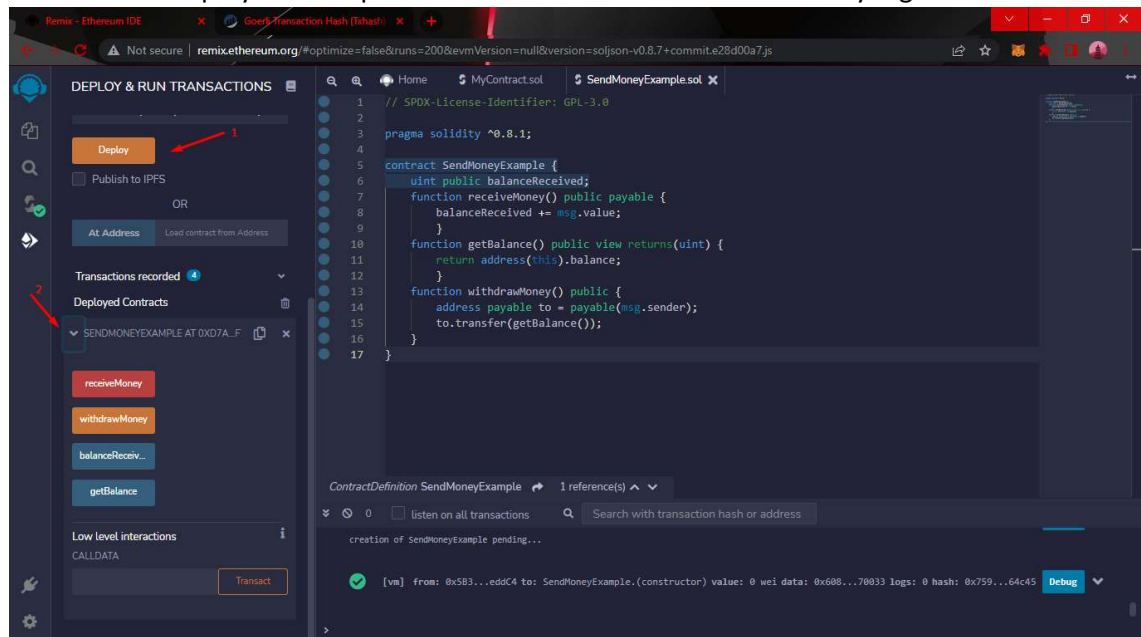 Remix - Ethereum IDE
Goerli Transaction Hash (Txhash)
Not secure
remix.ethereum.org/#optimize=false&runs=200&evmVersion=null&version=soljson-v0.8.7+commit.e28d00a7.js
DEPLOY & RUN TRANSACTIONS
Deploy
1
Publish to IPFS
OR
At Address Load contract from Address
Transactions recorded 4
2
Deployed Contracts
SENDMONEYEXAMPLE AT 0XD7A...F
receiveMoney
withdrawMoney
balanceReceiv...
getBalance
Low level interactions
i
CALLDATA
Transact
Home MyContract.sol SendMoneyExample.sol
1 // SPDX-License-Identifier: GPL-3.0
2
3 pragma solidity ^0.8.1;
4
5 contract SendMoneyExample {
6 uint public balanceReceived;
7 function receiveMoney() public payable {
8 balanceReceived += msg.value;
9 }
10 function getBalance() public view returns(uint) {
11 return address(this).balance;
12 }
13 function withdrawMoney() public {
14 address payable to = payable(msg.sender);
15 to.transfer(getBalance());
16 }
17 }
ContractDefinition SendMoneyExample 1 reference(s)
0 listen on all transactions Search with transaction hash or address
creation of SendMoneyExample pending...
[vm] from: 0x5B3...eddC4 to: SendMoneyExample.(constructor) value: 0 wei data: 0x608...70033 logs: 0 hash: 0x759...64c45 Debug
>